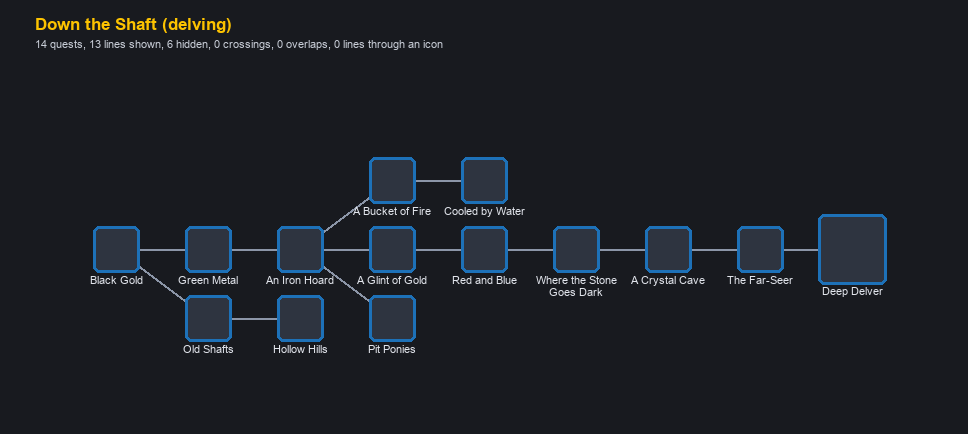 Down the Shaft (delving)
14 quests, 13 lines shown, 6 hidden, 0 crossings, 0 overlaps, 0 lines through an icon
A Bucket of Fire
Cooled by Water
Black Gold
Green Metal
An Iron Hoard
A Glint of Gold
Red and Blue
Where the Stone
Goes Dark
A Crystal Cave
The Far-Seer
Deep Delver
Old Shafts
Hollow Hills
Pit Ponies